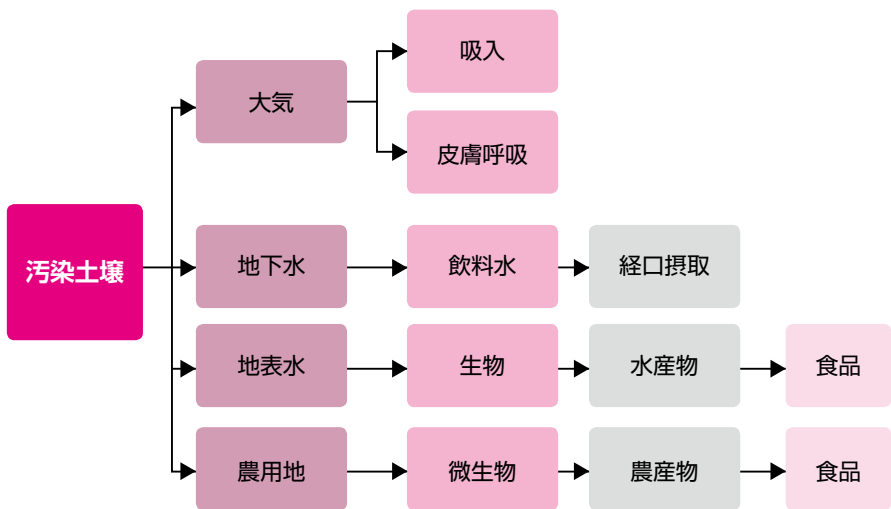 汚染土壌
大気
吸入
皮膚呼吸
地下水
飲料水
経口摂取
地表水
生物
水産物
食品
農用地
微生物
農産物
食品